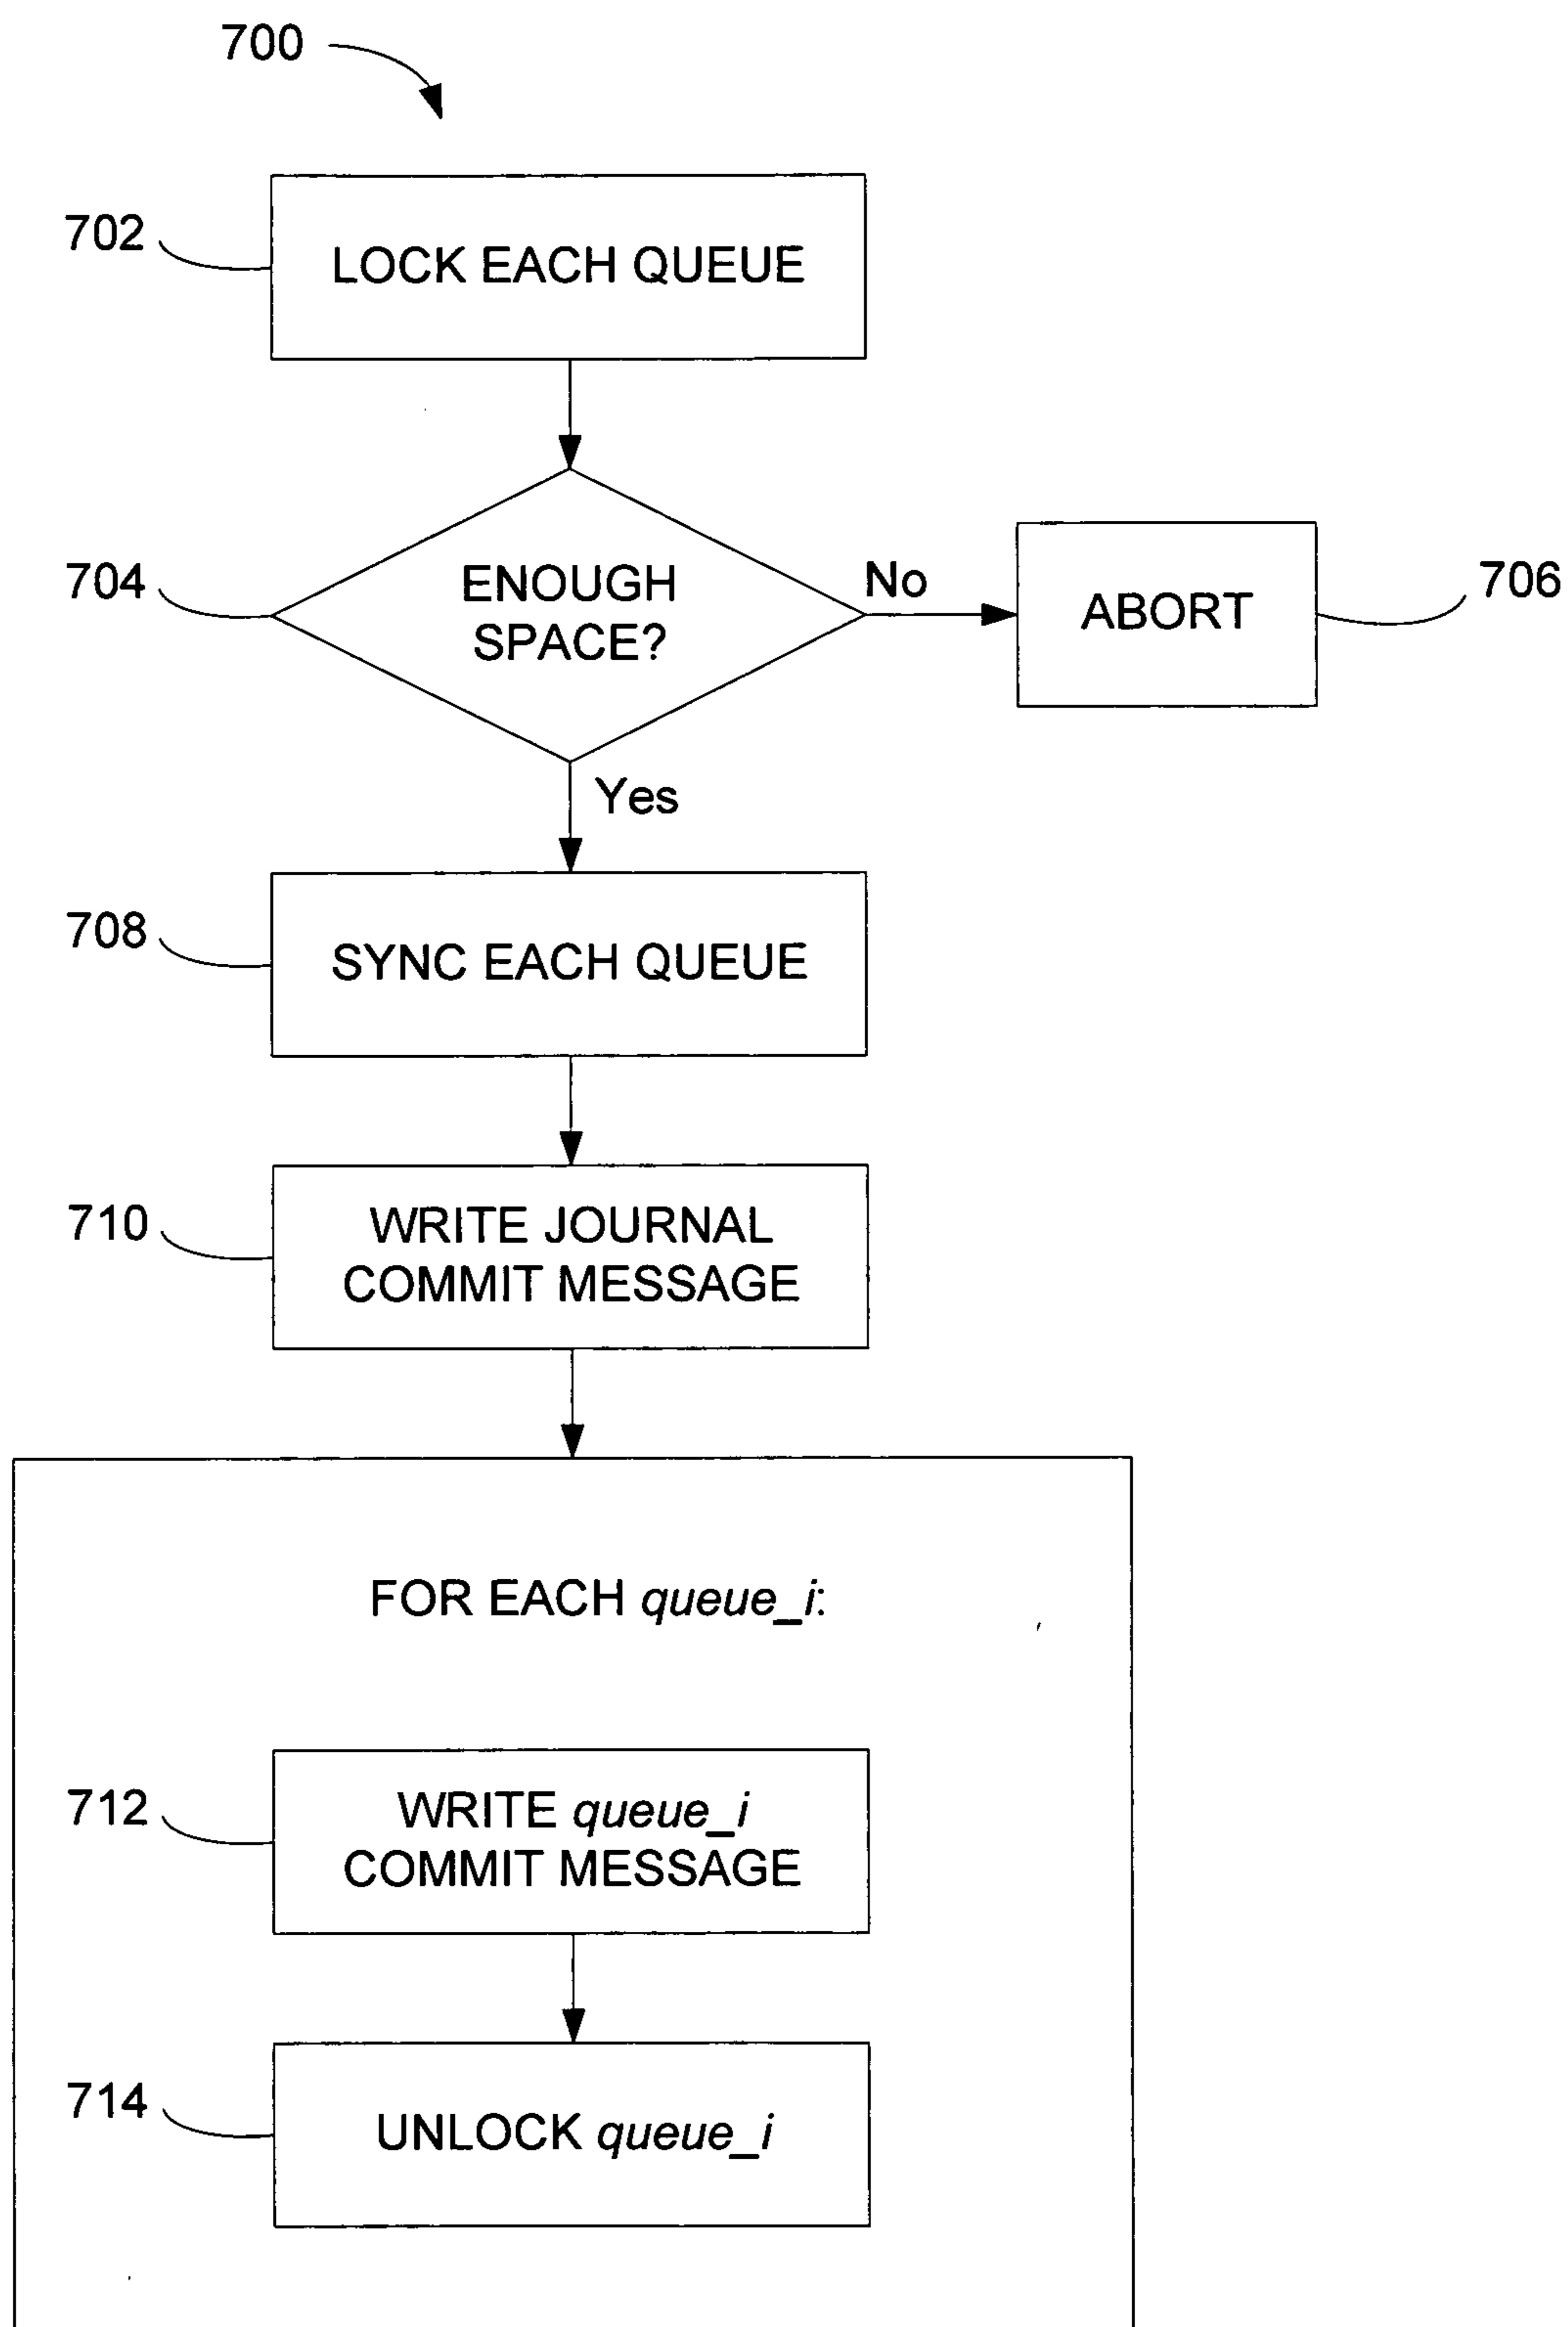 700
702
LOCK EACH QUEUE
704
ENOUGH
SPACE?
No
ABORT
706
Yes
708
SYNC EACH QUEUE
710
WRITE JOURNAL
COMMIT MESSAGE
FOR EACH queue_i:
712
WRITE queue_i
COMMIT MESSAGE
714
UNLOCK queue_i